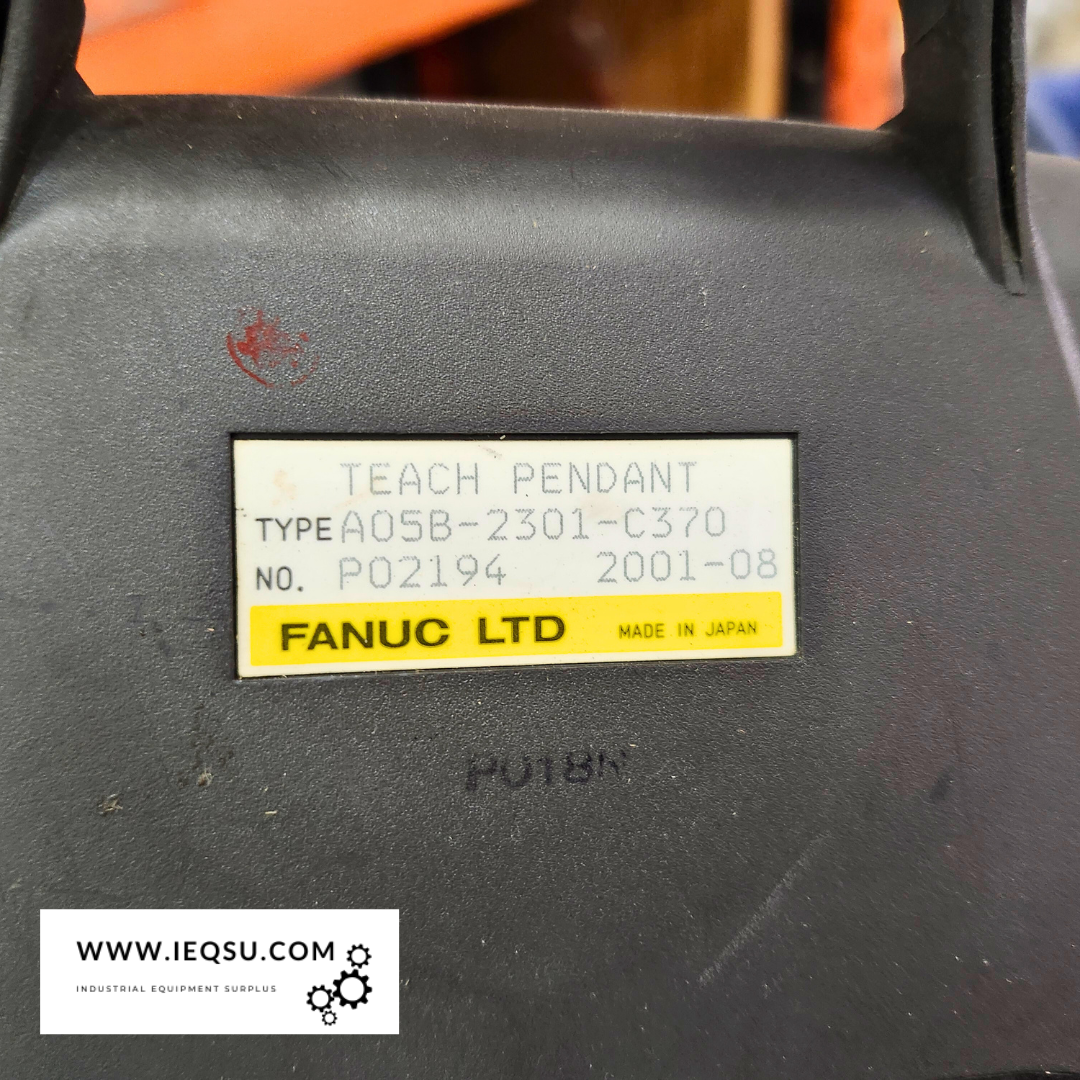 TEACH PENDANT
TYPE A05B-2301-C370
NO. P02194 2001-08
FANUC LTD MADE IN JAPAN
WWW.IEQSU.COM
INDUSTRIAL EQUIPMENT SURPLUS